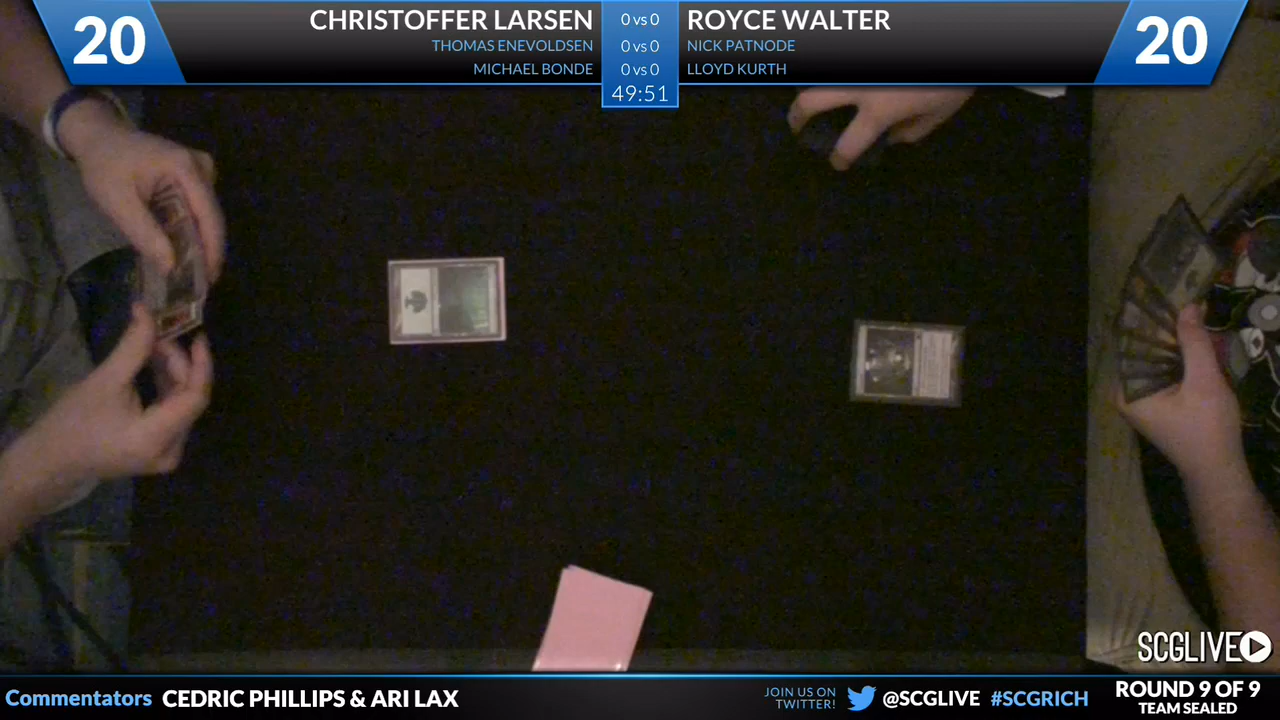 20
CHRISTOFFER LARSEN
THOMAS ENEVOLDSEN
MICHAEL BONDE
0 vs 0
0 vs 0
0 vs 0
49:51
ROYCE WALTER
NICK PATNODE
LLOYD KURTH
20
SCGLIVE
Commentators CEDRIC PHILLIPS & ARI LAX
JOIN US ON
TWITTER!
@SCGLIVE #SCGRICH
ROUND 9 OF 9
TEAM SEALED